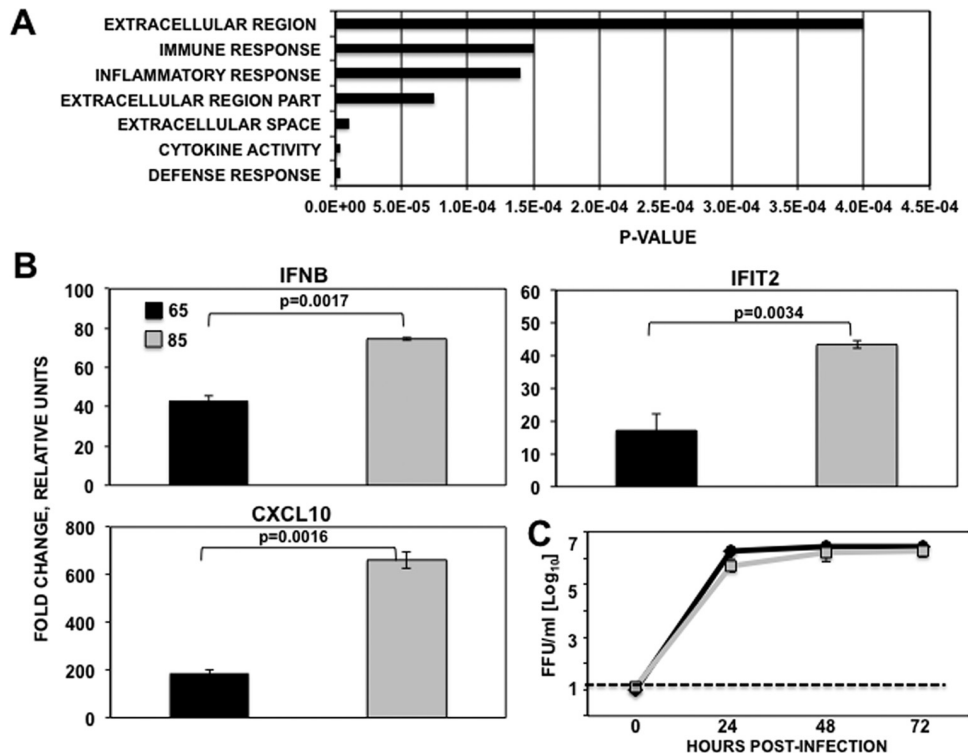 A
EXTRACELLULAR REGION
IMMUNE RESPONSE
INFLAMMATORY RESPONSE
EXTRACELLULAR REGION PART
EXTRACELLULAR SPACE
CYTOKINE ACTIVITY
DEFENSE RESPONSE
0.0E+00 5.0E-05 1.0E-04 1.5E-04 2.0E-04 2.5E-04 3.0E-04 3.5E-04 4.0E-04 4.5E-04
P-VALUE
B
FOLD CHANGE, RELATIVE UNITS
IFNB
100
80
60
40
20
0
65
85
p=0.0017
IFIT2
60
50
40
30
20
10
0
p=0.0034
CXCL10
800
600
400
200
0
p=0.0016
C
FFU/ml [Log10]
7
5
3
1
0 24 48 72
HOURS POST-INFECTION